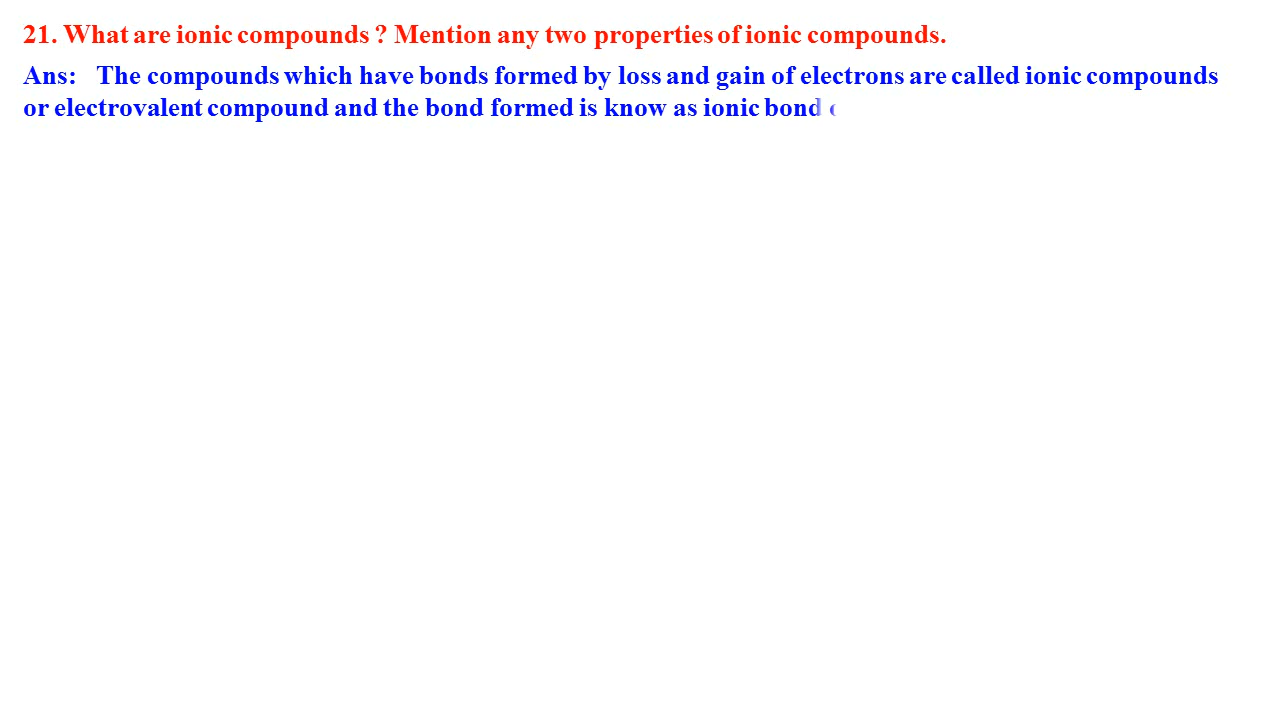 21. What are ionic compounds ? Mention any two properties of ionic compounds.
Ans: The compounds which have bonds formed by loss and gain of electrons are called ionic compounds
or electrovalent compound and the bond formed is know as ionic bond